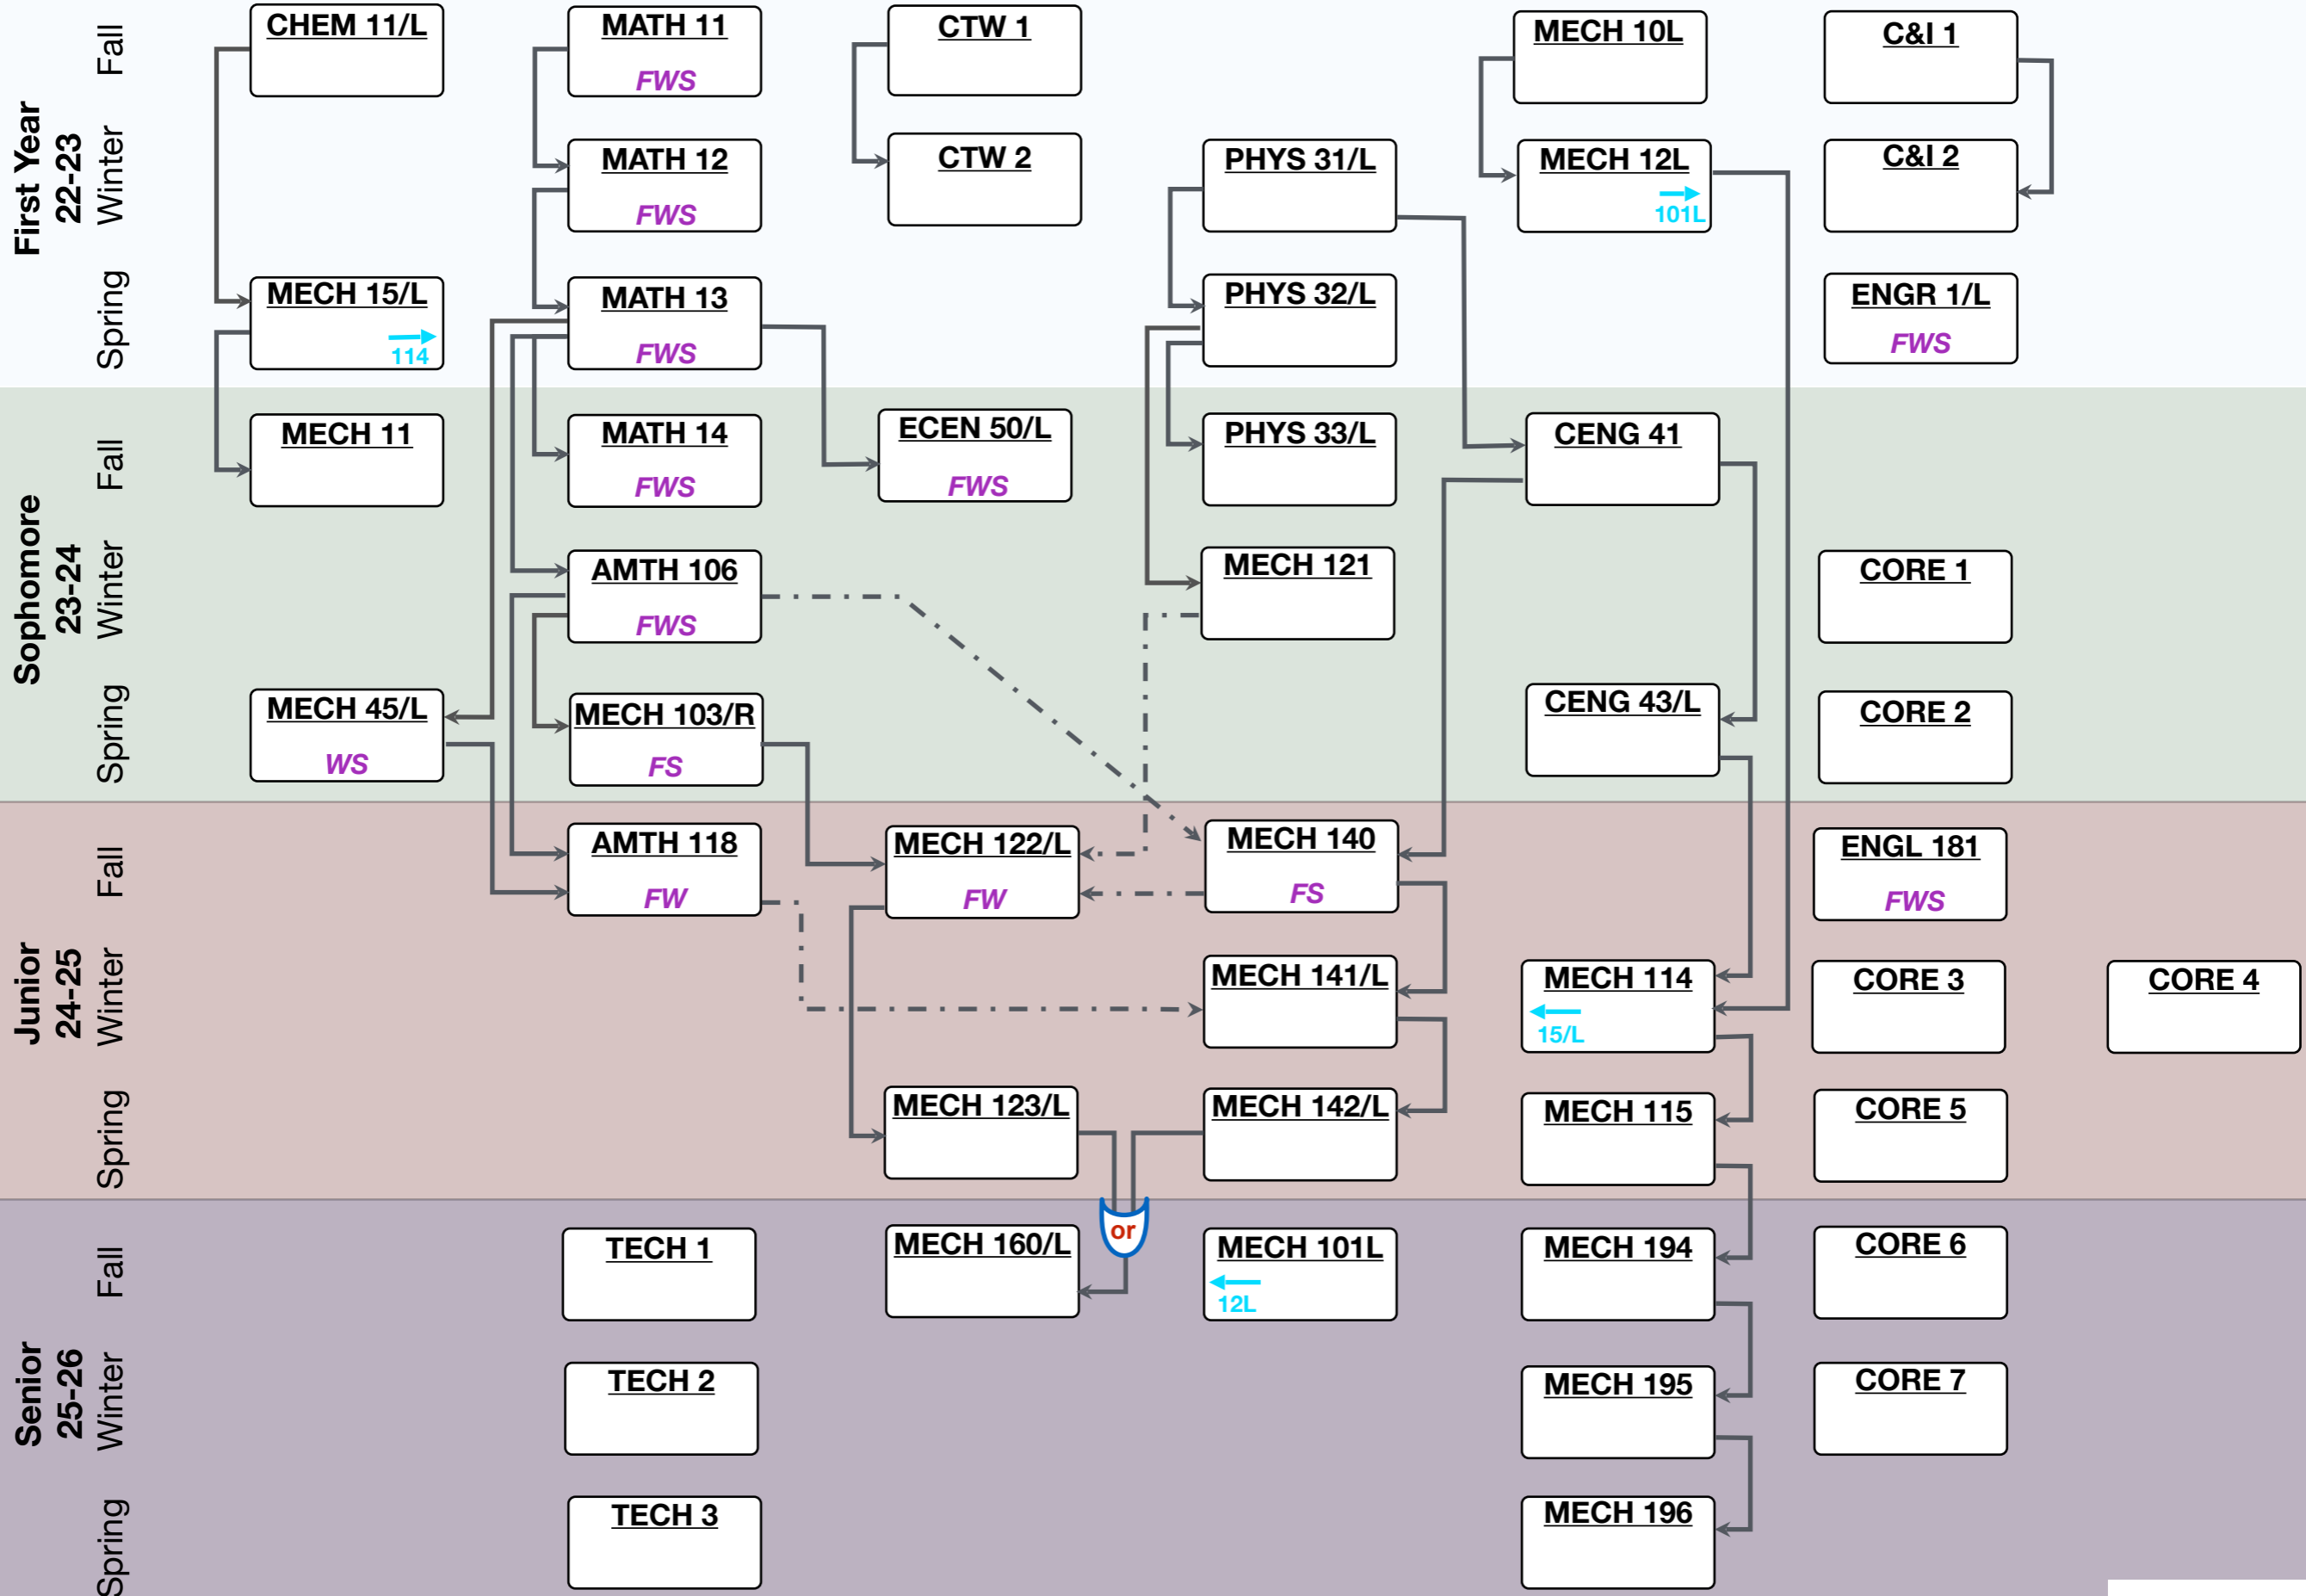 First Year
22-23
Fall
CHEM 11/L
MATH 11
FWS
CTW 1
MECH 10L
C&I 1
Winter
MATH 12
FWS
CTW 2
PHYS 31/L
MECH 12L
101L
C&I 2
Spring
MECH 15/L
114
MATH 13
FWS
PHYS 32/L
ENGR 1/L
FWS
Sophomore
23-24
Fall
MECH 11
MATH 14
FWS
ECEN 50/L
FWS
PHYS 33/L
CENG 41
Winter
AMTH 106
FWS
MECH 121
CORE 1
Spring
MECH 45/L
WS
MECH 103/R
FS
CENG 43/L
CORE 2
Junior
24-25
Fall
AMTH 118
FW
MECH 122/L
FW
MECH 140
FS
ENGL 181
FWS
Winter
MECH 141/L
MECH 114
15/L
CORE 3
CORE 4
Spring
MECH 123/L
MECH 142/L
MECH 115
CORE 5
Senior
25-26
Fall
TECH 1
MECH 160/L
or
MECH 101L
12L
MECH 194
CORE 6
Winter
TECH 2
MECH 195
CORE 7
Spring
TECH 3
MECH 196